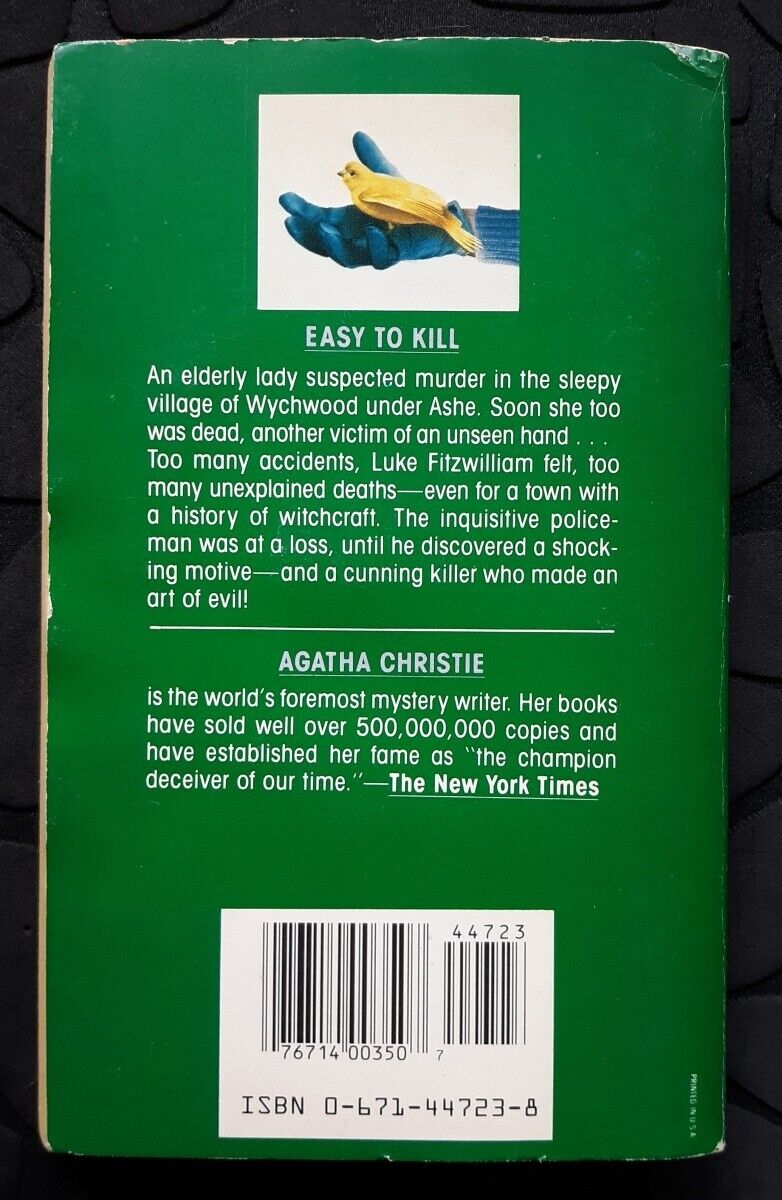 EASY TO KILL
An elderly lady suspected murder in the sleepy
village of Wychwood under Ashe. Soon she too
was dead, another victim of an unseen hand . . .
Too many accidents, Luke Fitzwilliam felt, too
many unexplained deaths—even for a town with
a history of witchcraft. The inquisitive police-
man was at a loss, until he discovered a shock-
ing motive—and a cunning killer who made an
art of evil!
AGATHA CHRISTIE
is the world's foremost mystery writer. Her books
have sold well over 500,000,000 copies and
have established her fame as "the champion
deceiver of our time."—The New York Times
44723
76714 00350 7
ISBN 0-671-44723-8
PRINTED IN U.S.A.